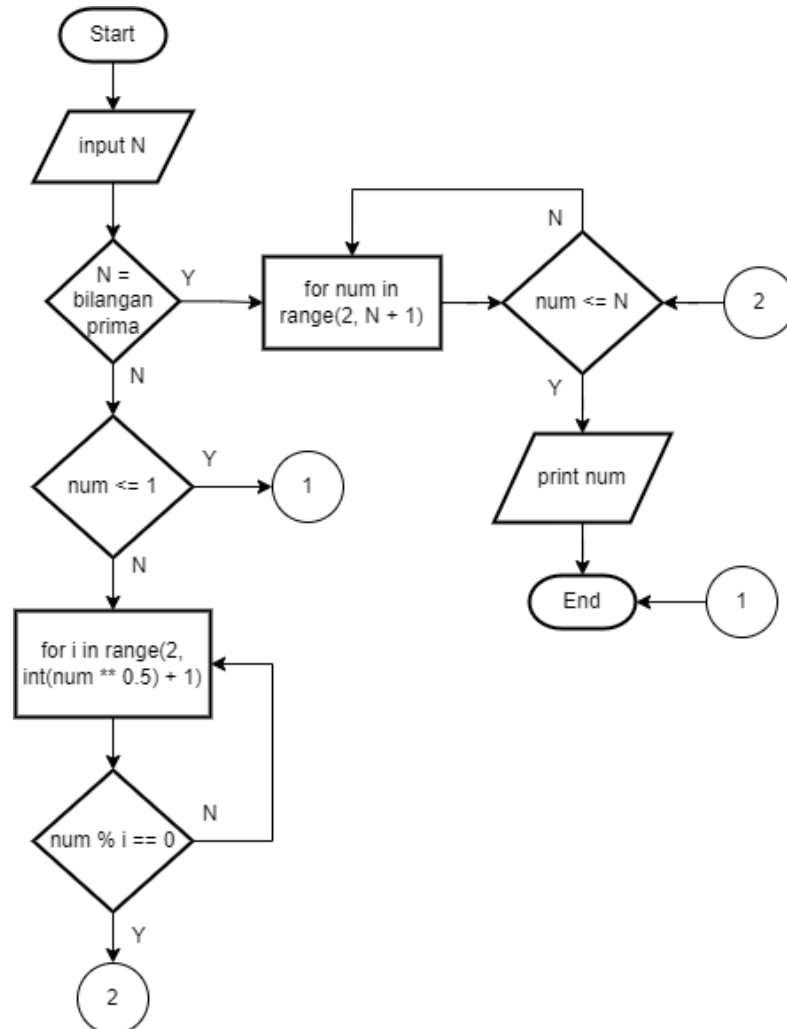 Start
input N
N =
bilangan
prima
Y
N
for num in
range(2, N + 1)
N
num <= N
2
Y
print num
End
1
num <= 1
Y
1
N
for i in range(2,
int(num ** 0.5) + 1)
num % i == 0
N
Y
2